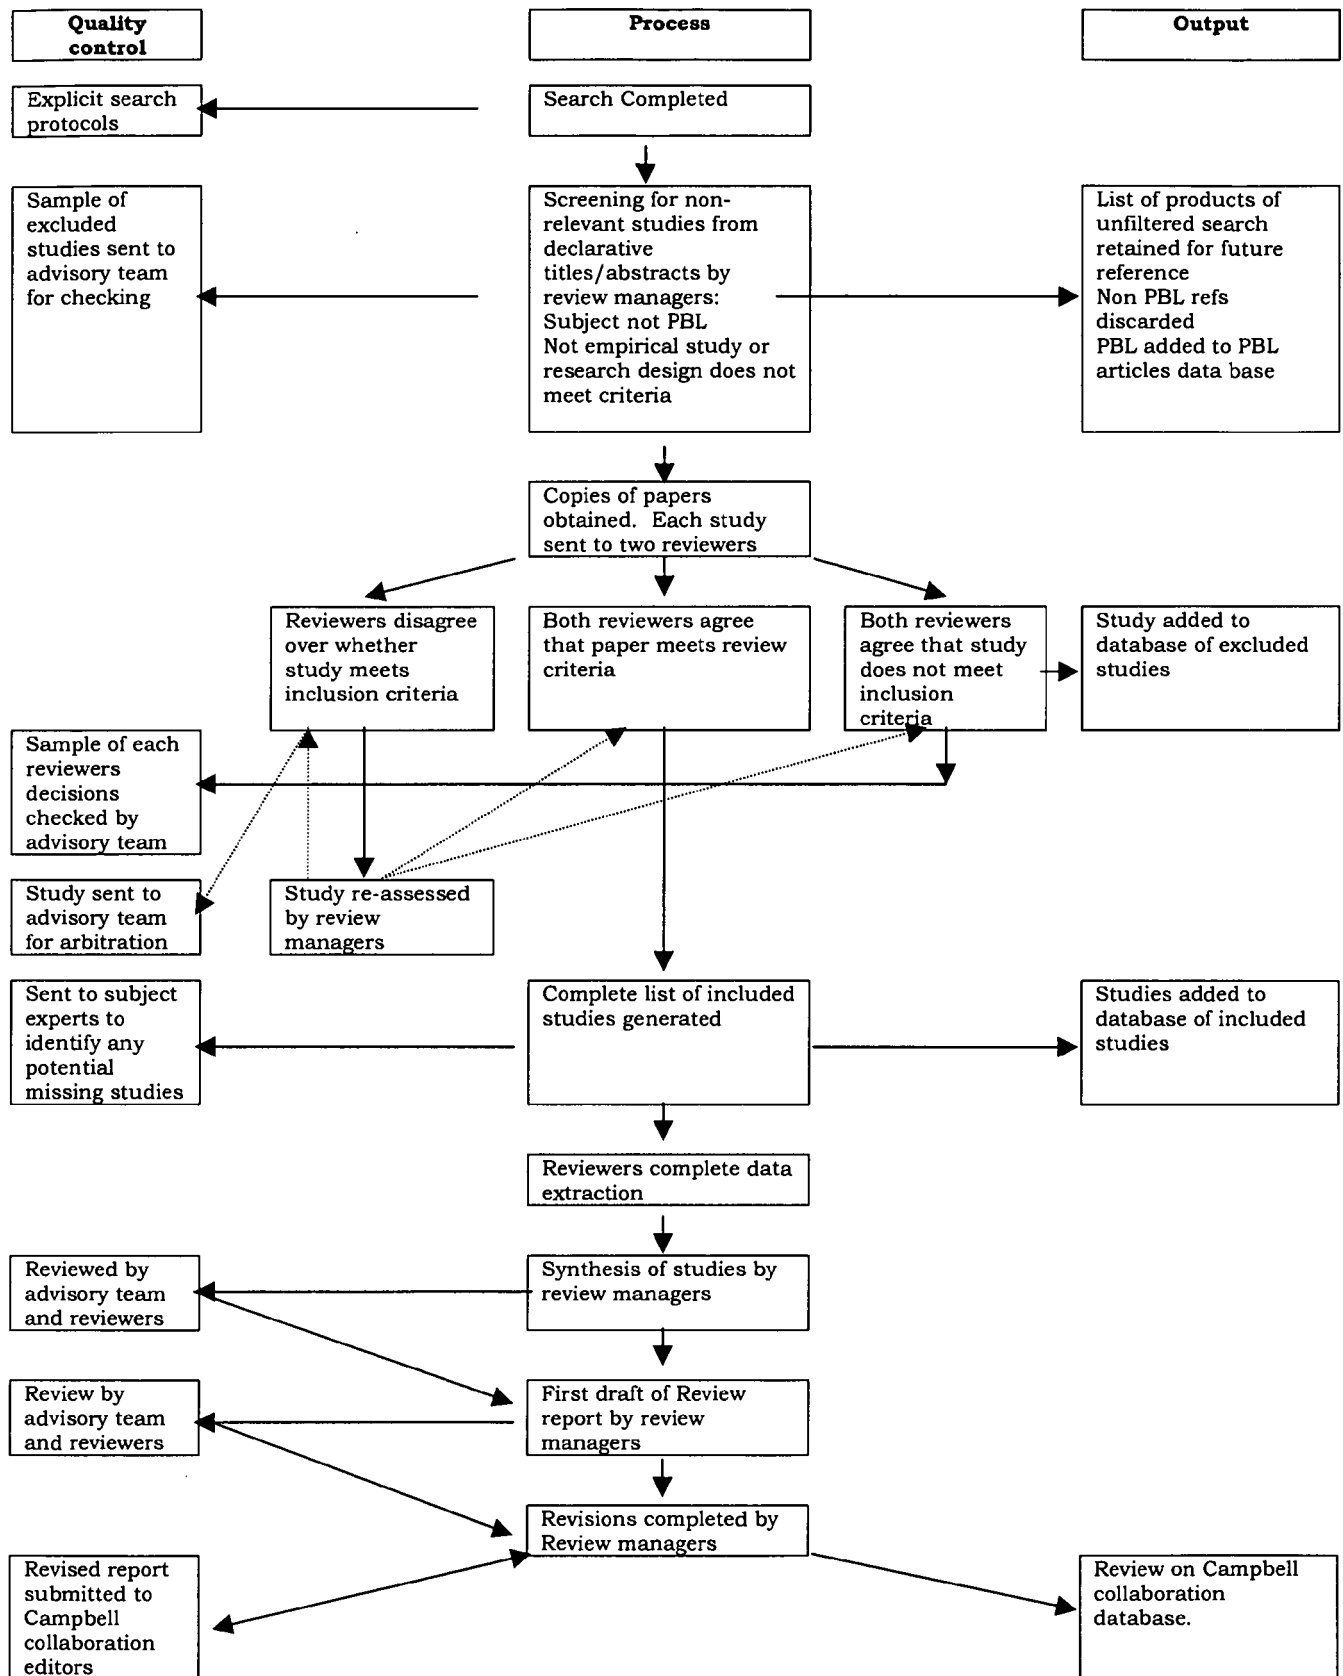 Quality
control
Process
Output
Explicit search
protocols
Search Completed
Sample of
excluded
studies sent to
advisory team
for checking
Screening for non-
relevant studies from
declarative
titles/abstracts by
review managers:
Subject not PBL
Not empirical study or
research design does not
meet criteria
List of products of
unfiltered search
retained for future
reference
Non PBL refs
discarded
PBL added to PBL
articles data base
Copies of papers
obtained. Each study
sent to two reviewers
Reviewers disagree
over whether
study meets
inclusion criteria
Both reviewers agree
that paper meets review
criteria
Both reviewers
agree that study
does not meet
inclusion
criteria
Study added to
database of excluded
studies
Sample of each
reviewers
decisions
checked by
advisory team
Study sent to
advisory team
for arbitration
Study re-assessed
by review
managers
Sent to subject
experts to
identify any
potential
missing studies
Complete list of included
studies generated
Studies added to
database of included
studies
Reviewers complete data
extraction
Reviewed by
advisory team
and reviewers
Synthesis of studies by
review managers
Review by
advisory team
and reviewers
First draft of Review
report by review
managers
Revisions completed by
Review managers
Revised report
submitted to
Campbell
collaboration
editors
Review on Campbell
collaboration
database.